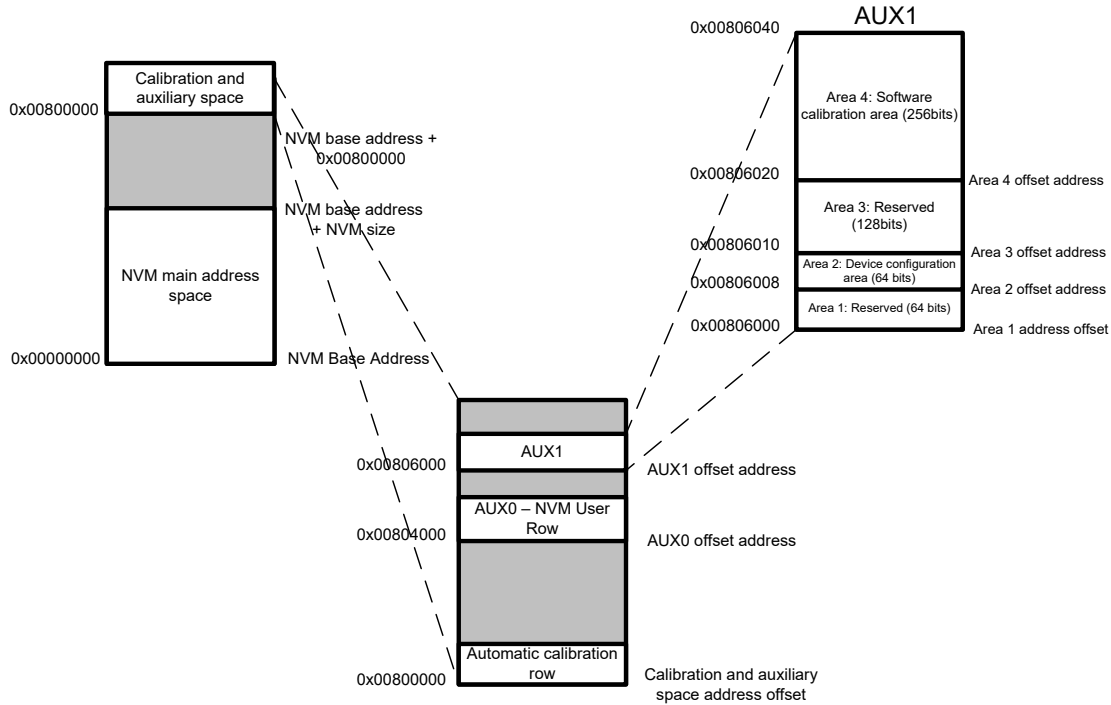 Calibration and
auxiliary space
0x00800000
NVM base address +
0x00800000
NVM base address
+ NVM size
NVM main address
space
0x00000000
NVM Base Address
AUX1
0x00806000
AUX1 offset address
AUX0 – NVM User
Row
0x00804000
AUX0 offset address
Automatic calibration
row
0x00800000
Calibration and auxiliary
space address offset
AUX1
0x00806040
Area 4: Software
calibration area (256bits)
0x00806020
Area 4 offset address
Area 3: Reserved
(128bits)
0x00806010
Area 3 offset address
Area 2: Device configuration
area (64 bits)
0x00806008
Area 2 offset address
Area 1: Reserved (64 bits)
0x00806000
Area 1 address offset